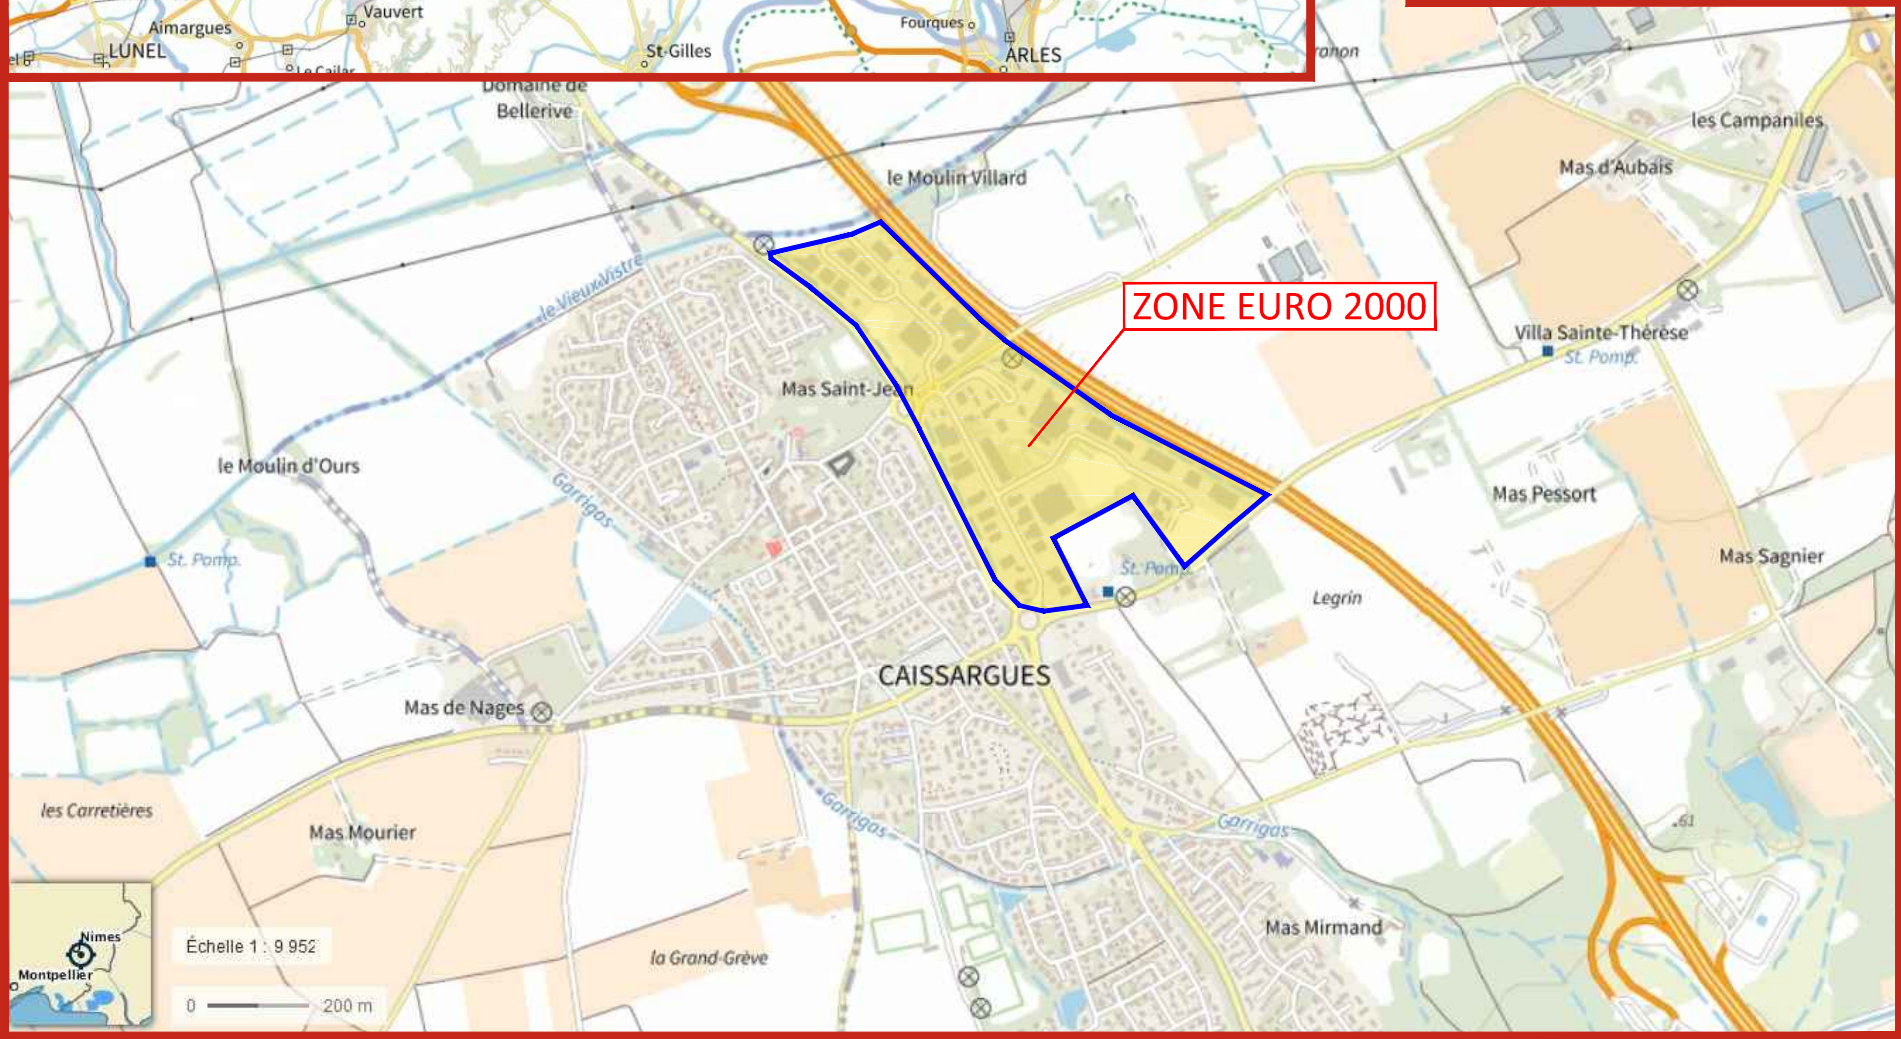 Vauvert
Aimargues
LUNEL
St-Gilles
Fourques
ARLES
Domaine de
Bellerive
le Moulin Villard
les Campaniles
Mas d'Aubais
le Vieux Vistre
ZONE EURO 2000
Villa Sainte-Thérèse
St. Pomp.
Mas Saint-Jean
le Moulin d'Ours
Garrigas
Mas Pessort
St. Pomp.
Mas Sagnier
St. Pomp.
Legrin
CAISSARGUES
Mas de Nages
les Carretières
Mas Mourier
Garrigas
Garrigas
.61
Mas Mirmand
la Grand-Grève
Nimes
Montpellier
Échelle 1 : 9 952
0 200 m